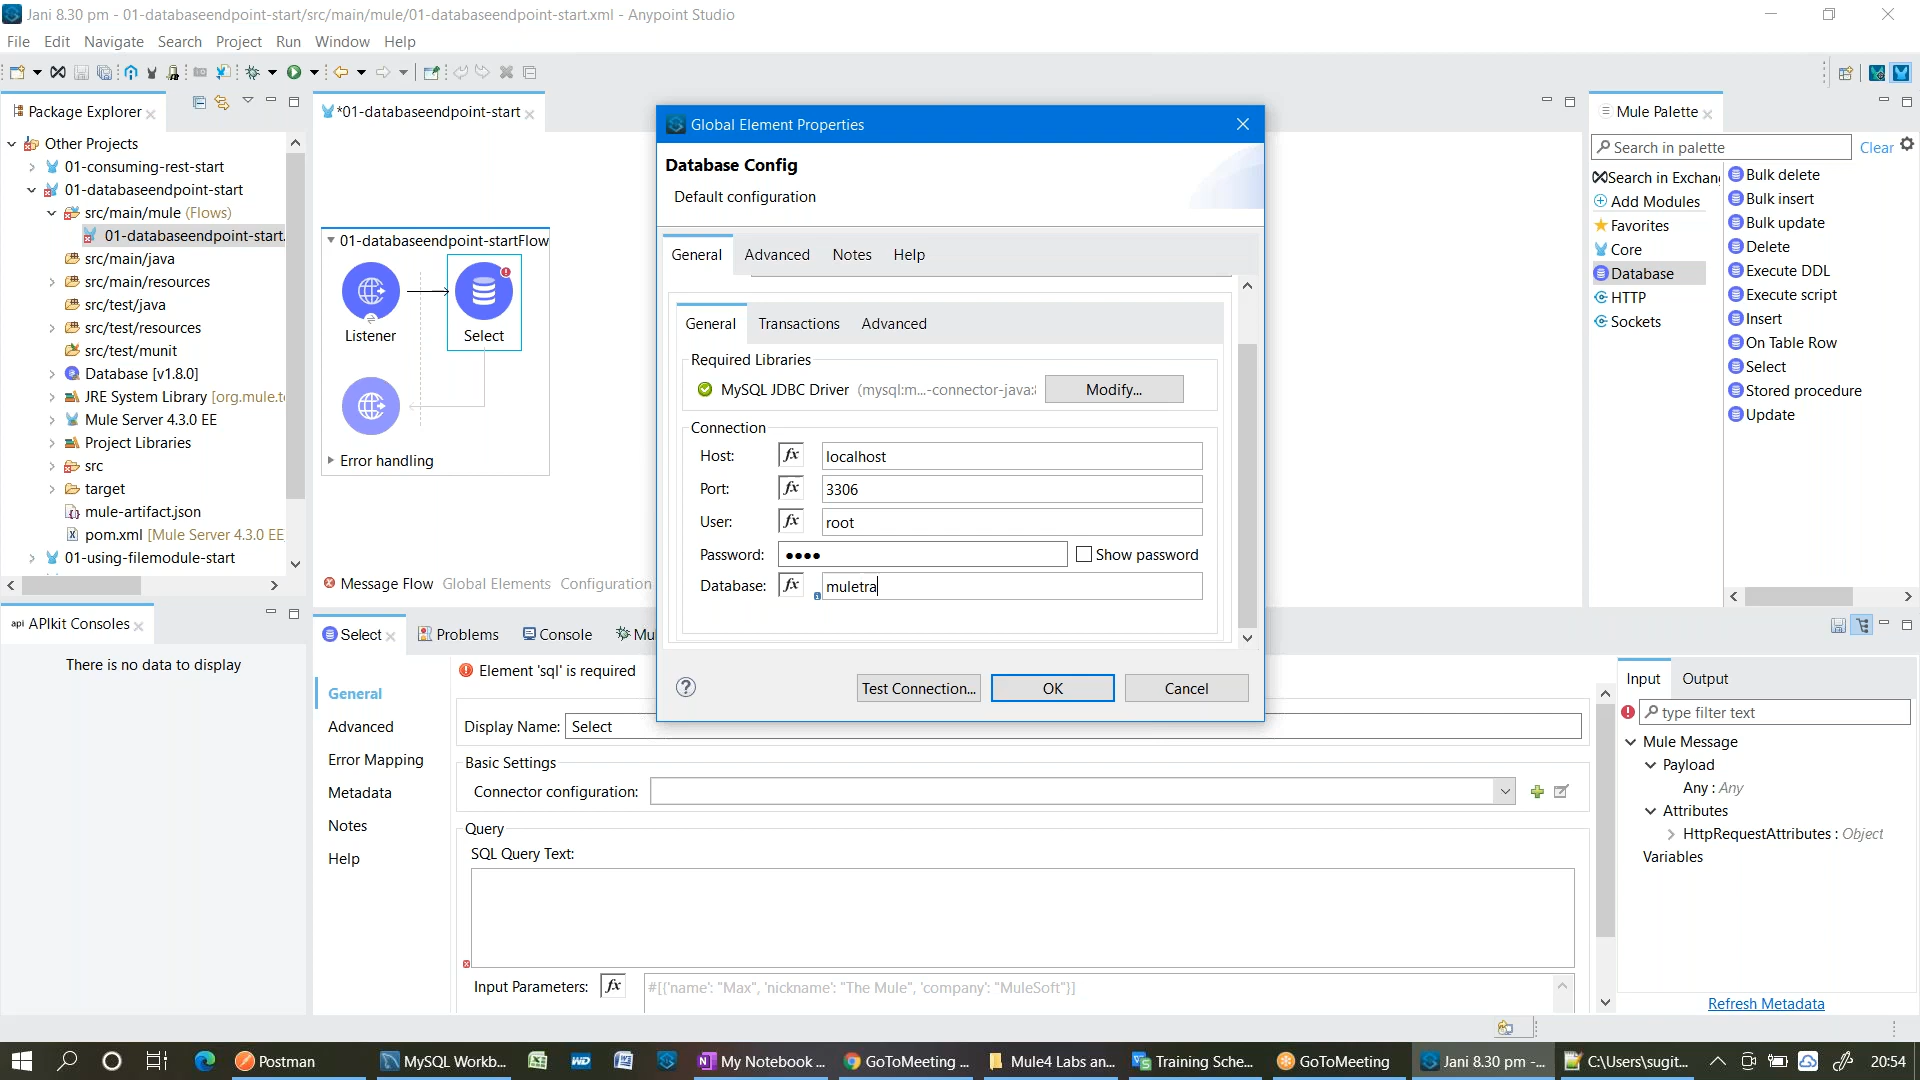 Jani 8.30 pm - 01-databaseendpoint-start/src/main/mule/01-databaseendpoint-start.xml - Anypoint Studio
File Edit Navigate Search Project Run Window Help
Package Explorer
Other Projects
01-consuming-rest-start
01-databaseendpoint-start
src/main/mule (Flows)
01-databaseendpoint-start.
src/main/java
src/main/resources
src/test/java
src/test/resources
src/test/munit
Database [v1.8.0]
JRE System Library [org.mule.t
Mule Server 4.3.0 EE
Project Libraries
src
target
mule-artifact.json
pom.xml [Mule Server 4.3.0 EE
01-using-filemodule-start
*01-databaseendpoint-start
01-databaseendpoint-startFlow
Listener
Select
Error handling
Message Flow Global Elements Configuration
Global Element Properties
Database Config
Default configuration
General Advanced Notes Help
General Transactions Advanced
Required Libraries
MySQL JDBC Driver (mysql:m...-connector-java: Modify...
Connection
Host: fx localhost
Port: fx 3306
User: fx root
Password: ●●●● Show password
Database: fx muletra
Test Connection... OK Cancel
Mule Palette
Search in palette Clear
Search in Exchan
Add Modules
Favorites
Core
Database
HTTP
Sockets
Bulk delete
Bulk insert
Bulk update
Delete
Execute DDL
Execute script
Insert
On Table Row
Select
Stored procedure
Update
api APIkit Consoles
There is no data to display
Select Problems Console Mu
General
Advanced
Error Mapping
Metadata
Notes
Help
Element 'sql' is required
Display Name: Select
Basic Settings
Connector configuration:
Query
SQL Query Text:
Input Parameters: fx #[{'name': "Max", 'nickname': "The Mule", 'company': "MuleSoft"}]
Input Output
type filter text
Mule Message
Payload
Any : Any
Attributes
HttpRequestAttributes : Object
Variables
Refresh Metadata
Postman MySQL Workb... My Notebook ... GoToMeeting ... Mule4 Labs an... Training Sche... GoToMeeting Jani 8.30 pm -... C:\Users\sugit... 20:54